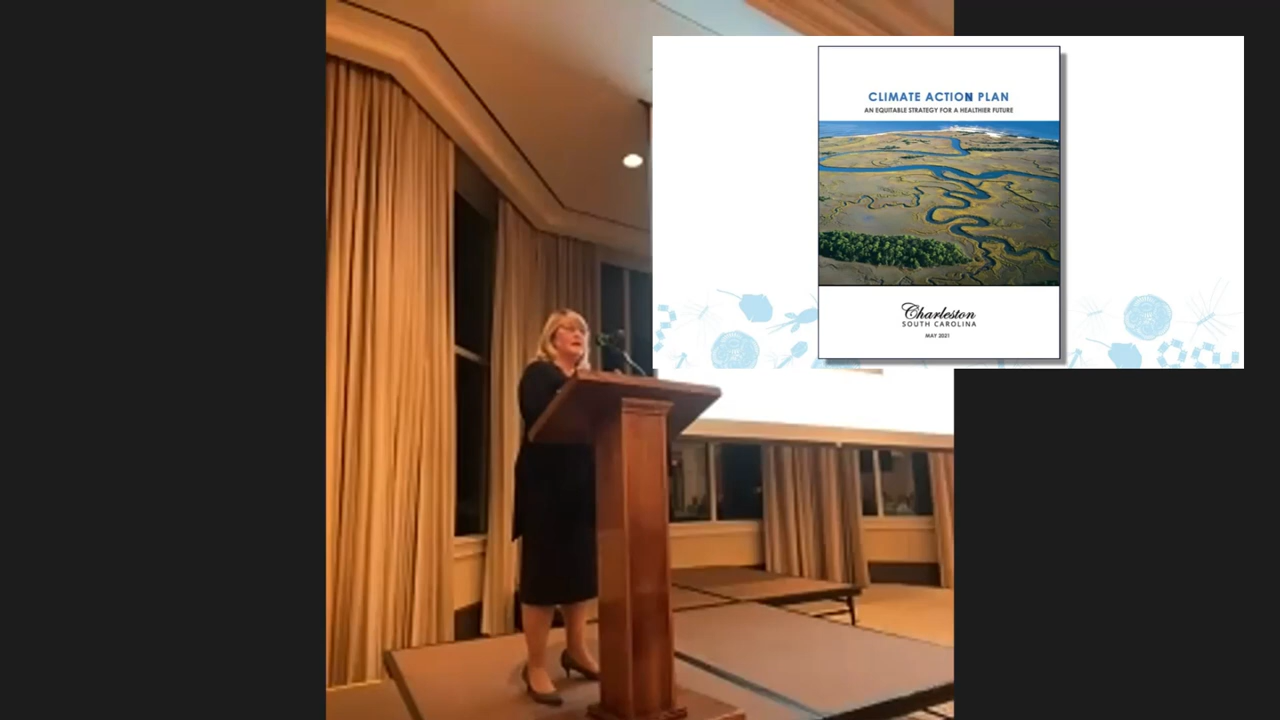 CLIMATE ACTION PLAN
AN EQUITABLE STRATEGY FOR A HEALTHIER FUTURE
Charleston
SOUTH CAROLINA
MAY 2021